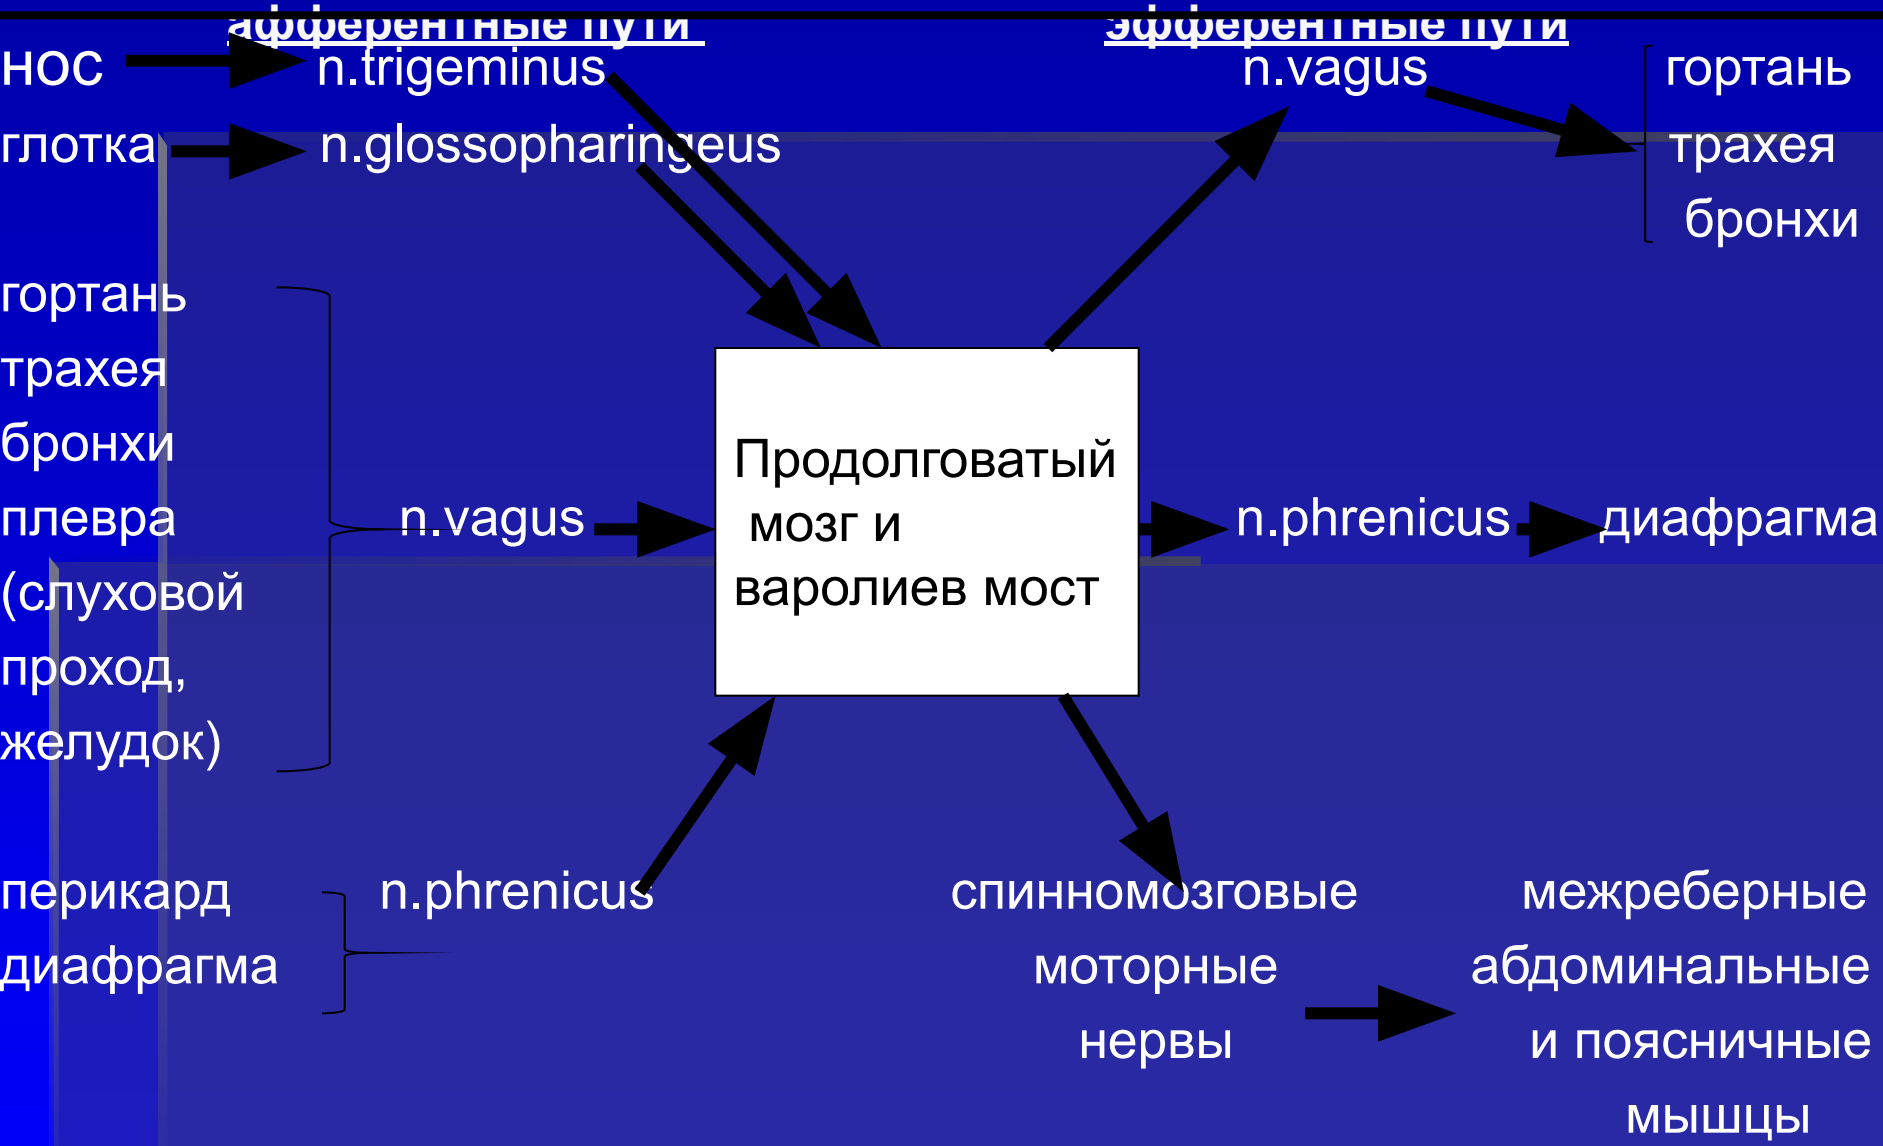 афферентные пути эфферентные пути
нос n.trigeminus n.vagus гортань
глотка n.glossopharingeus трахея
бронхи
гортань
трахея
бронхи
плевра n.vagus n.phrenicus диафрагма
(слуховой
проход,
желудок)
Продолговатый
мозг и
варолиев мост
перикард n.phrenicus спинномозговые межреберные
диафрагма моторные абдоминальные
нервы и поясничные
мышцы